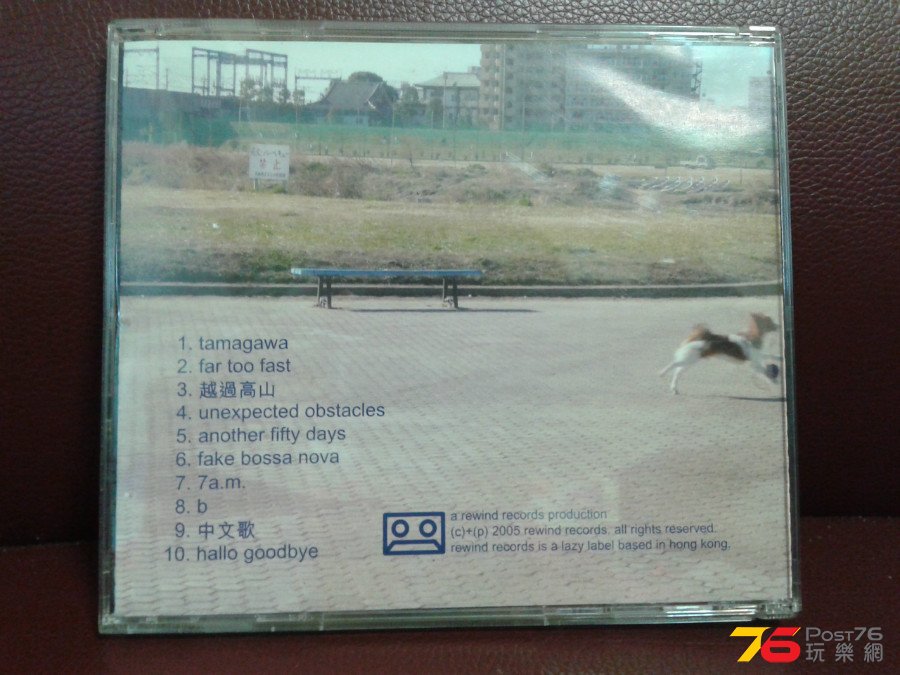 禁止
1. tamagawa
2. far too fast
3. 越過高山
4. unexpected obstacles
5. another fifty days
6. fake bossa nova
7. 7a.m.
8. b
9. 中文歌
10. hallo goodbye
a rewind records production
(c)+(p) 2005 rewind records. all rights reserved.
rewind records is a lazy label based in hong kong.
76 Post76
玩樂網